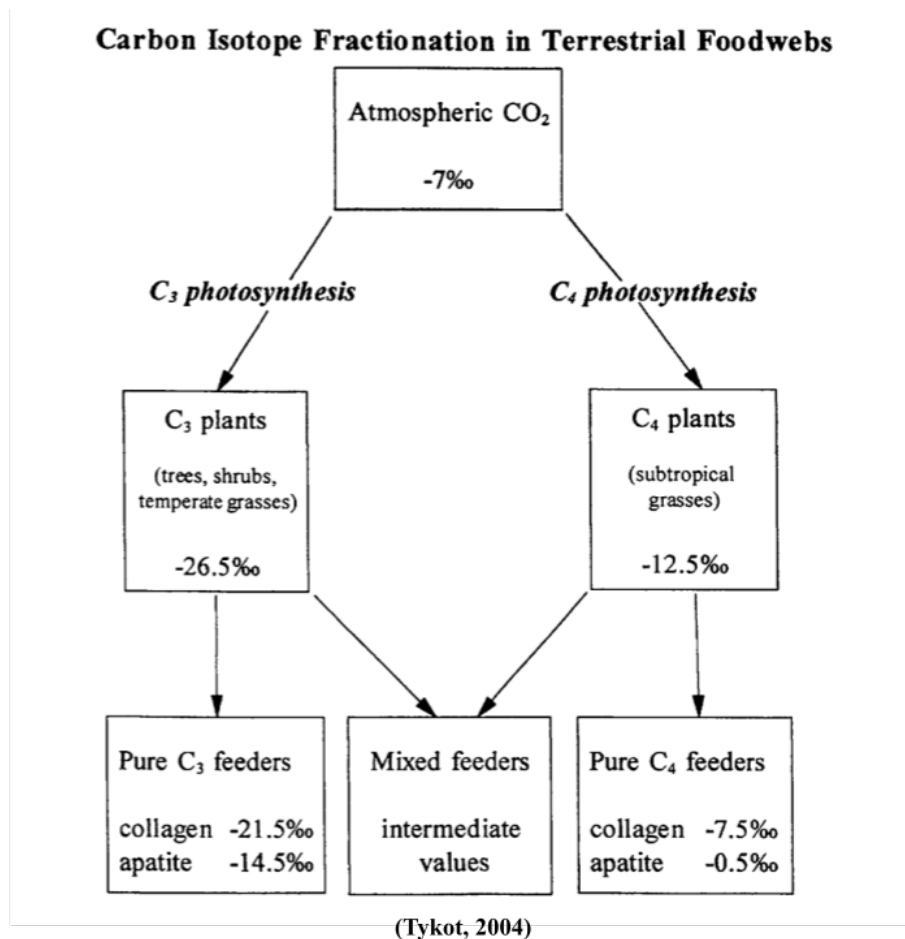 Carbon Isotope Fractionation in Terrestrial Foodwebs
Atmospheric CO₂
-7‰
C₃ photosynthesis
C₄ photosynthesis
C₃ plants
(trees, shrubs,
temperate grasses)
-26.5‰
C₄ plants
(subtropical
grasses)
-12.5‰
Pure C₃ feeders
collagen -21.5‰
apatite -14.5‰
Mixed feeders
intermediate
values
Pure C₄ feeders
collagen -7.5‰
apatite -0.5‰
(Tykot, 2004)